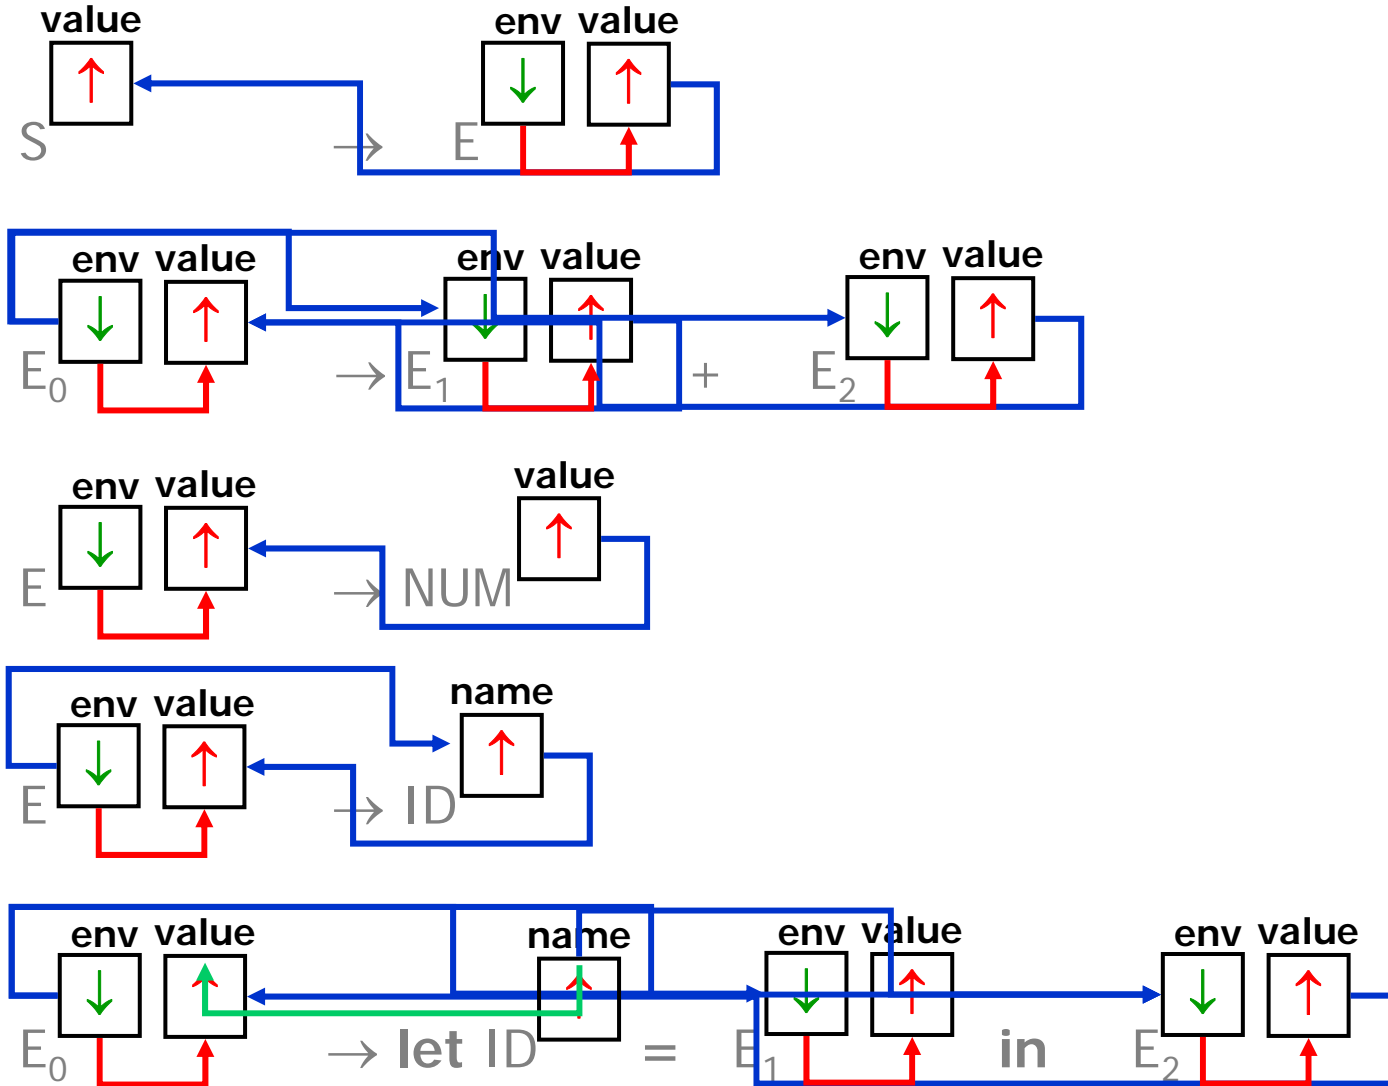 value env value
S → E
env value env value env value
E0 → E1 + E2
env value value
E → NUM
env value name
E → ID
env value name env value env value
E0 → let ID = E1 in E2